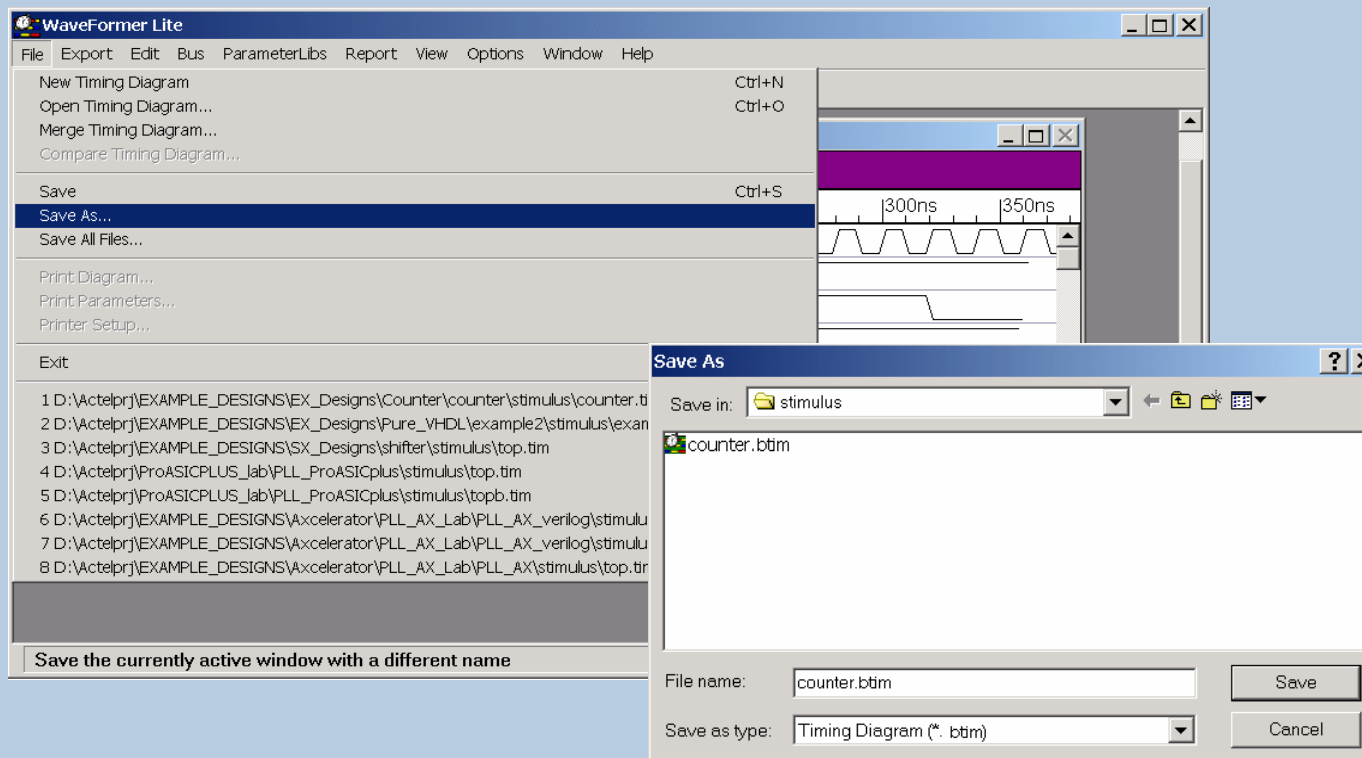 WaveFormer Lite
File Export Edit Bus ParameterLibs Report View Options Window Help
New Timing Diagram Ctrl+N
Open Timing Diagram... Ctrl+O
Merge Timing Diagram...
Compare Timing Diagram...
Save Ctrl+S
Save As...
Save All Files...
Print Diagram...
Print Parameters...
Printer Setup...
Exit
1 D:\Actelprj\EXAMPLE_DESIGNS\EX_Designs\Counter\counter\stimulus\counter.ti
2 D:\Actelprj\EXAMPLE_DESIGNS\EX_Designs\Pure_VHDL\example2\stimulus\exam
3 D:\Actelprj\EXAMPLE_DESIGNS\SX_Designs\shifter\stimulus\top.tim
4 D:\Actelprj\ProASICPLUS_lab\PLL_ProASICplus\stimulus\top.tim
5 D:\Actelprj\ProASICPLUS_lab\PLL_ProASICplus\stimulus\topb.tim
6 D:\Actelprj\EXAMPLE_DESIGNS\Axcelerator\PLL_AX_Lab\PLL_AX_verilog\stimulu
7 D:\Actelprj\EXAMPLE_DESIGNS\Axcelerator\PLL_AX_Lab\PLL_AX_verilog\stimulu
8 D:\Actelprj\EXAMPLE_DESIGNS\Axcelerator\PLL_AX_Lab\PLL_AX\stimulus\top.tim
300ns 350ns
Save the currently active window with a different name
Save As
Save in: stimulus
counter.btim
File name: counter.btim Save
Save as type: Timing Diagram (*. btim) Cancel